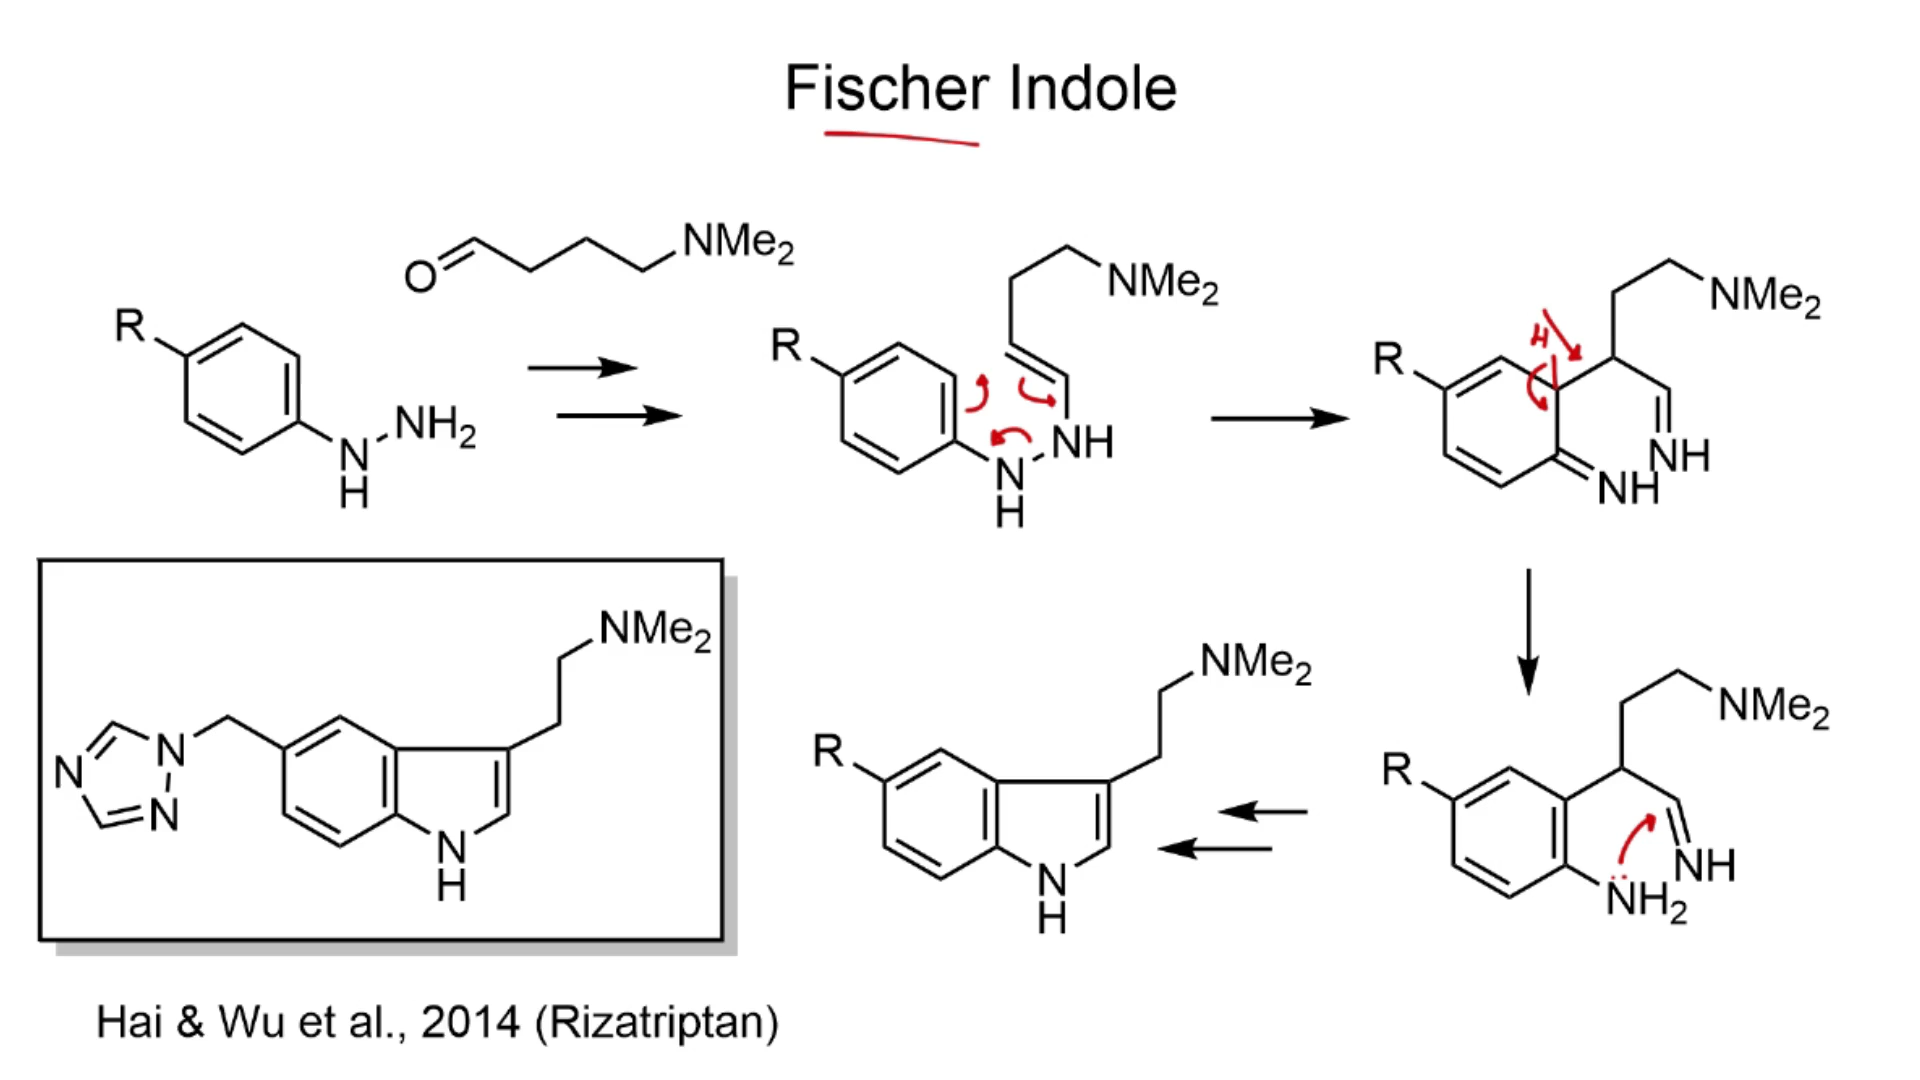 Fischer Indole
O NMe2
R NH2
N
H
NMe2
R NH
N
H
NMe2
H
R NH
NH
NMe2
N N N
N
H
NMe2
R
N
H
NMe2
R NH
NH2
Hai & Wu et al., 2014 (Rizatriptan)